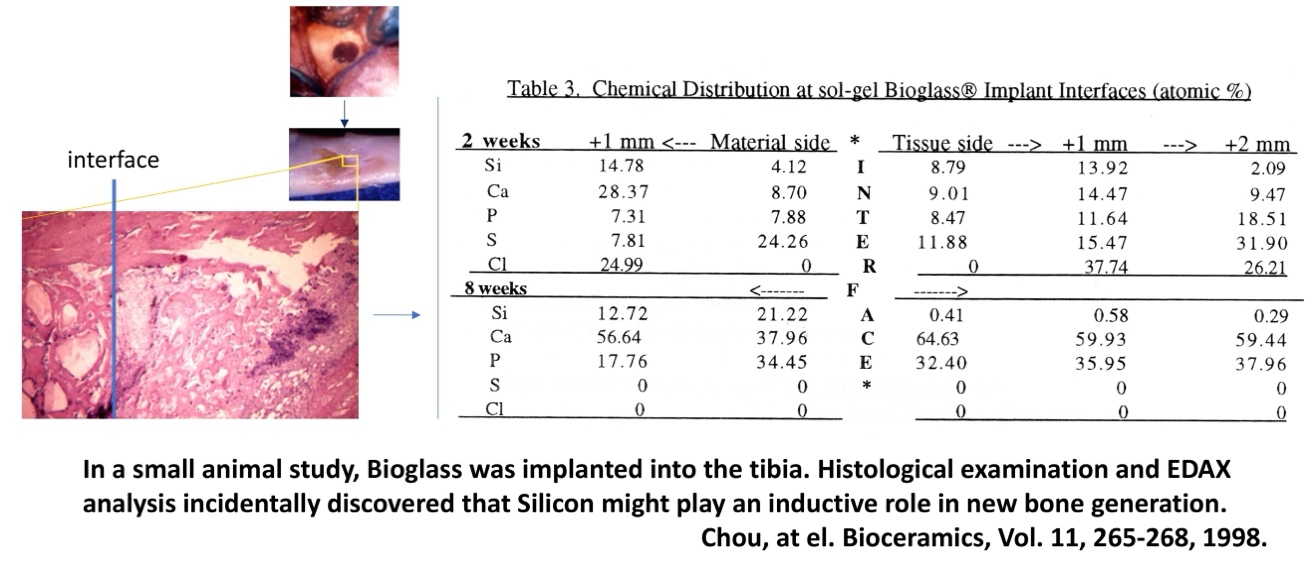 Table 3. Chemical Distribution at sol-gel Bioglass® Implant Interfaces (atomic %)
interface
2 weeks +1 mm <--- Material side * Tissue side ---> +1 mm ---> +2 mm
Si 14.78 4.12 I 8.79 13.92 2.09
Ca 28.37 8.70 N 9.01 14.47 9.47
P 7.31 7.88 T 8.47 11.64 18.51
S 7.81 24.26 E 11.88 15.47 31.90
Cl 24.99 0 R 0 37.74 26.21
8 weeks <------- F ------->
Si 12.72 21.22 A 0.41 0.58 0.29
Ca 56.64 37.96 C 64.63 59.93 59.44
P 17.76 34.45 E 32.40 35.95 37.96
S 0 0 * 0 0 0
Cl 0 0 0 0 0
In a small animal study, Bioglass was implanted into the tibia. Histological examination and EDAX
analysis incidentally discovered that Silicon might play an inductive role in new bone generation.
Chou, at el. Bioceramics, Vol. 11, 265-268, 1998.